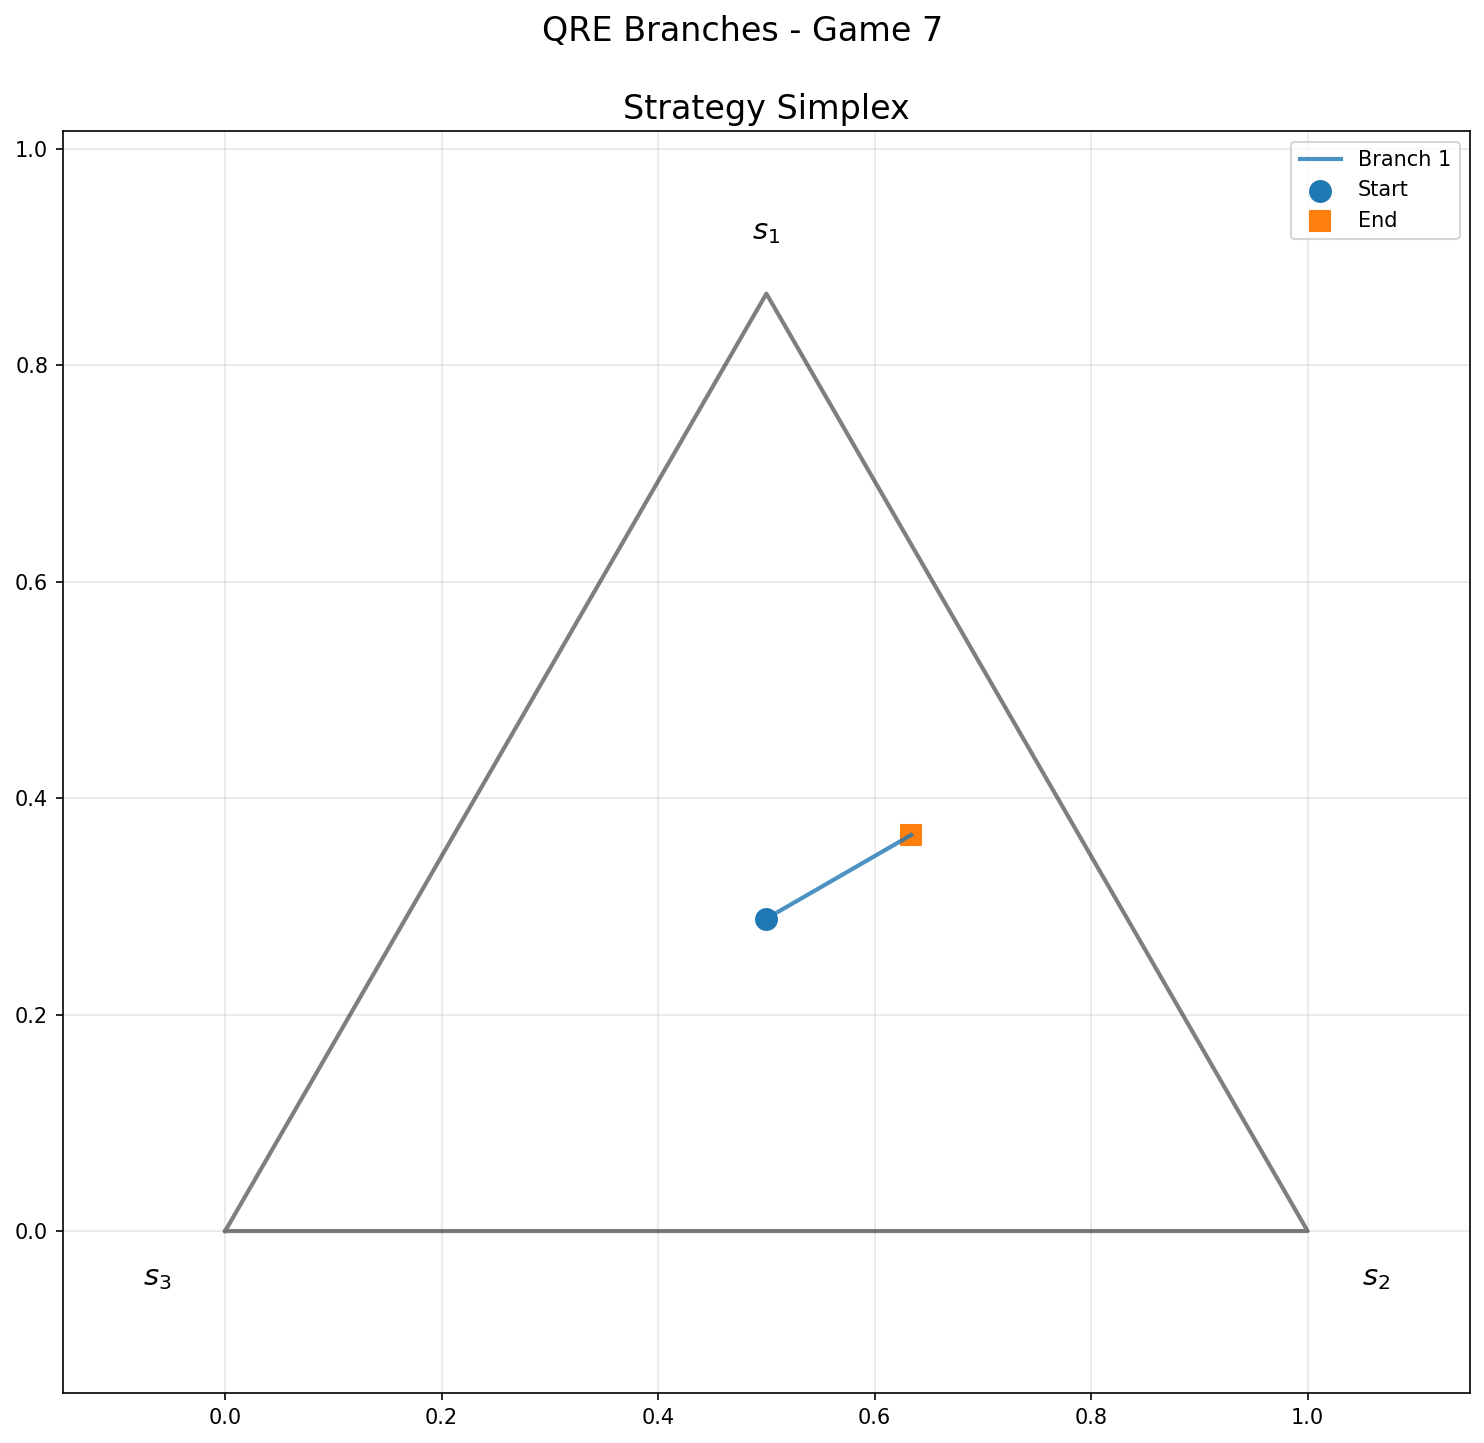 QRE Branches - Game 7
Strategy Simplex
Branch 1
Start
End
s₁
s₃
s₂
1.0
0.8
0.6
0.4
0.2
0.0
0.0 0.2 0.4 0.6 0.8 1.0